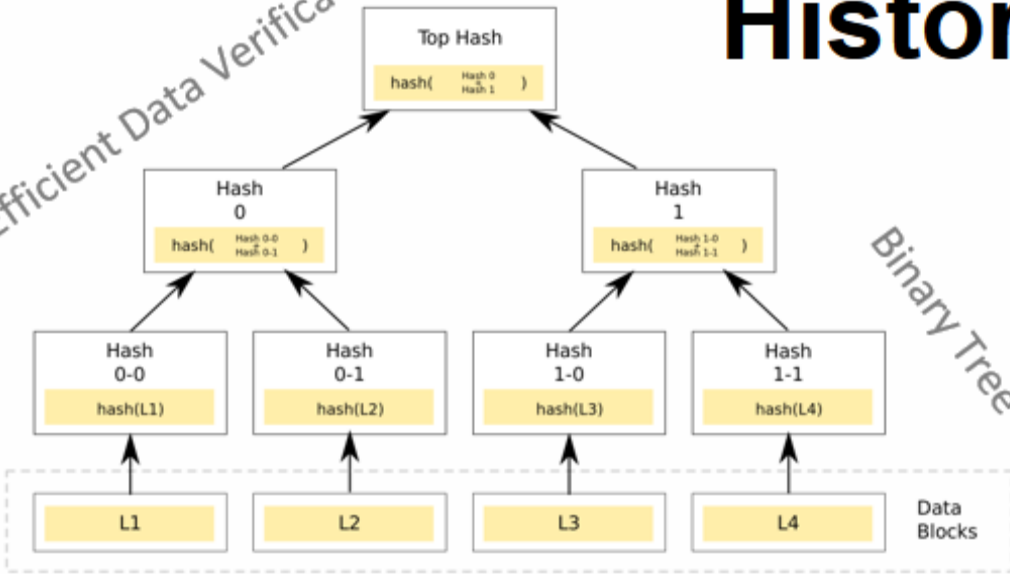 Efficient Data Verifica
Histor
Top Hash
hash( Hash 0 + Hash 1 )
Hash
0
hash( Hash 0-0 + Hash 0-1 )
Hash
1
hash( Hash 1-0 + Hash 1-1 )
Binary Tree
Hash
0-0
hash(L1)
Hash
0-1
hash(L2)
Hash
1-0
hash(L3)
Hash
1-1
hash(L4)
L1
L2
L3
L4
Data
Blocks